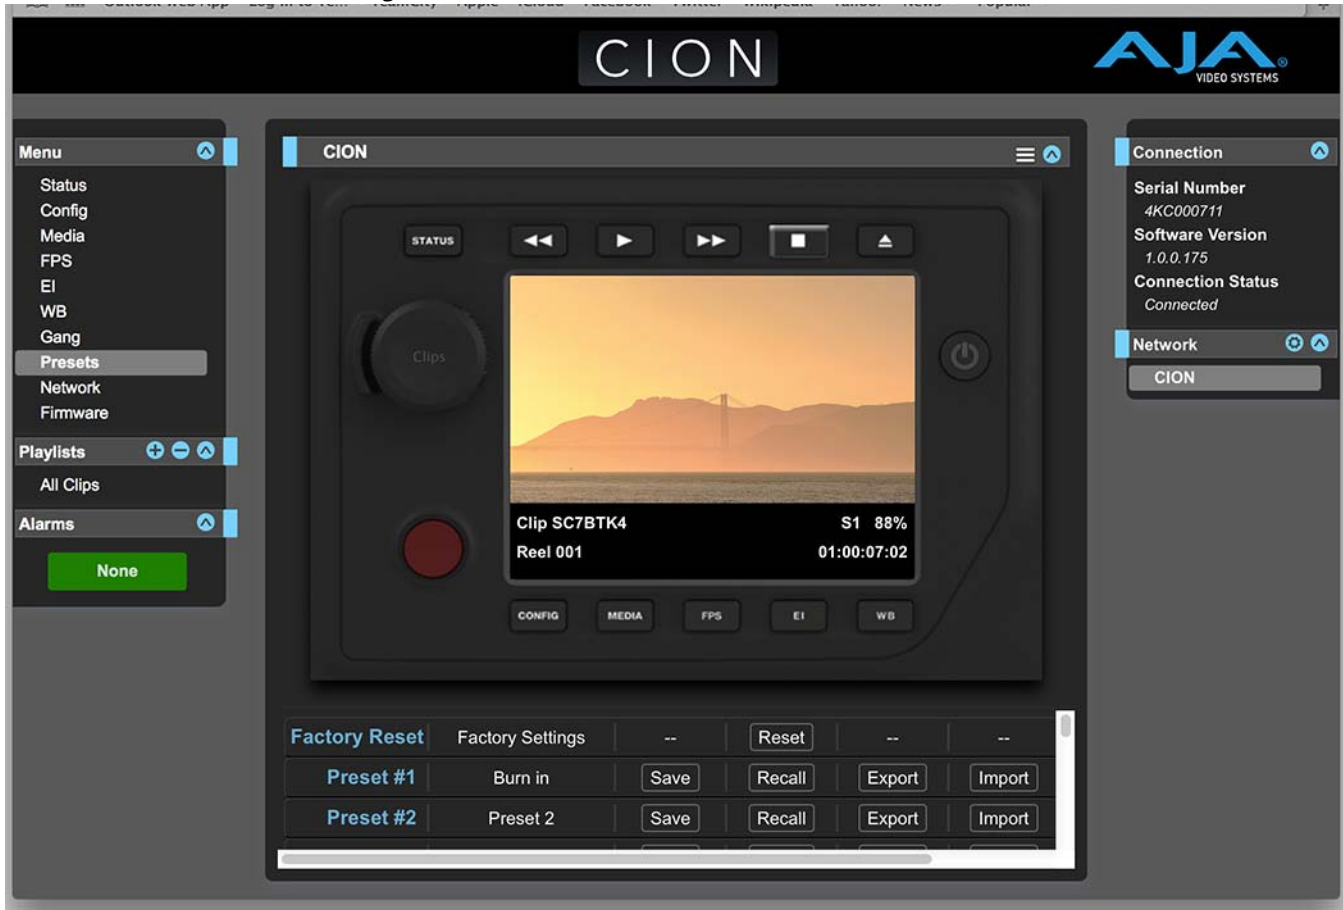 CION
AJA®
VIDEO SYSTEMS
Menu
Status
Config
Media
FPS
EI
WB
Gang
Presets
Network
Firmware
Playlists
All Clips
Alarms
None
CION
STATUS
Clips
Clip SC7BTK4 S1 88%
Reel 001 01:00:07:02
CONFIG MEDIA FPS EI WB
Factory Reset Factory Settings -- Reset -- --
Preset #1 Burn in Save Recall Export Import
Preset #2 Preset 2 Save Recall Export Import
Connection
Serial Number
4KC000711
Software Version
1.0.0.175
Connection Status
Connected
Network
CION